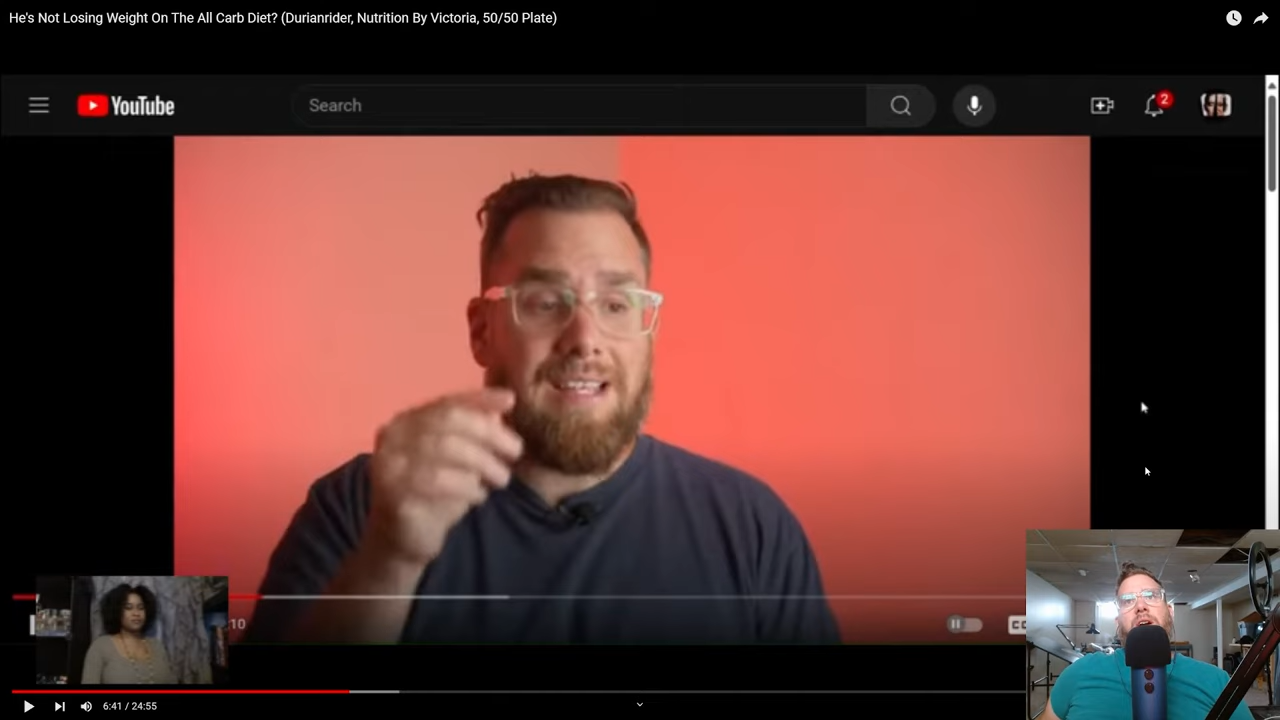 He's Not Losing Weight On The All Carb Diet? (Durianrider, Nutrition By Victoria, 50/50 Plate)
YouTube
Search
2
10
CC
6:41 / 24:55